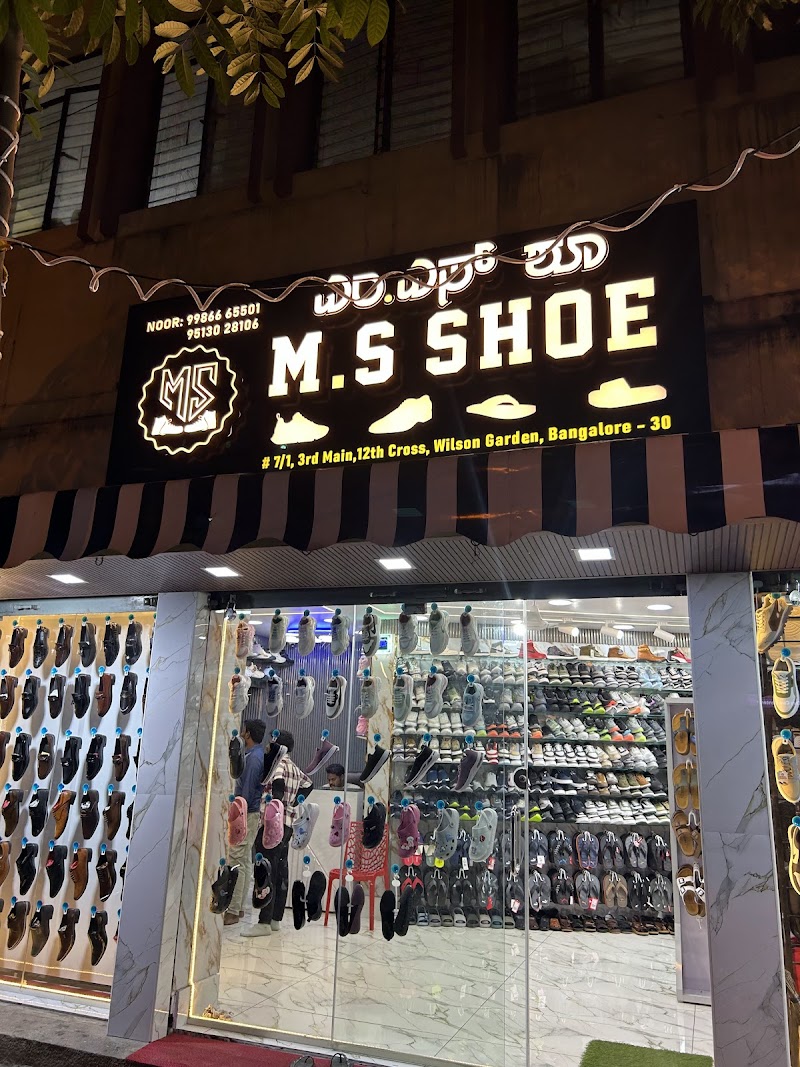 ಎಂ.ಎಸ್ ಶೂ
NOOR: 99866 65501
95130 28106
M.S SHOE
MS
# 7/1, 3rd Main,12th Cross, Wilson Garden, Bangalore - 30